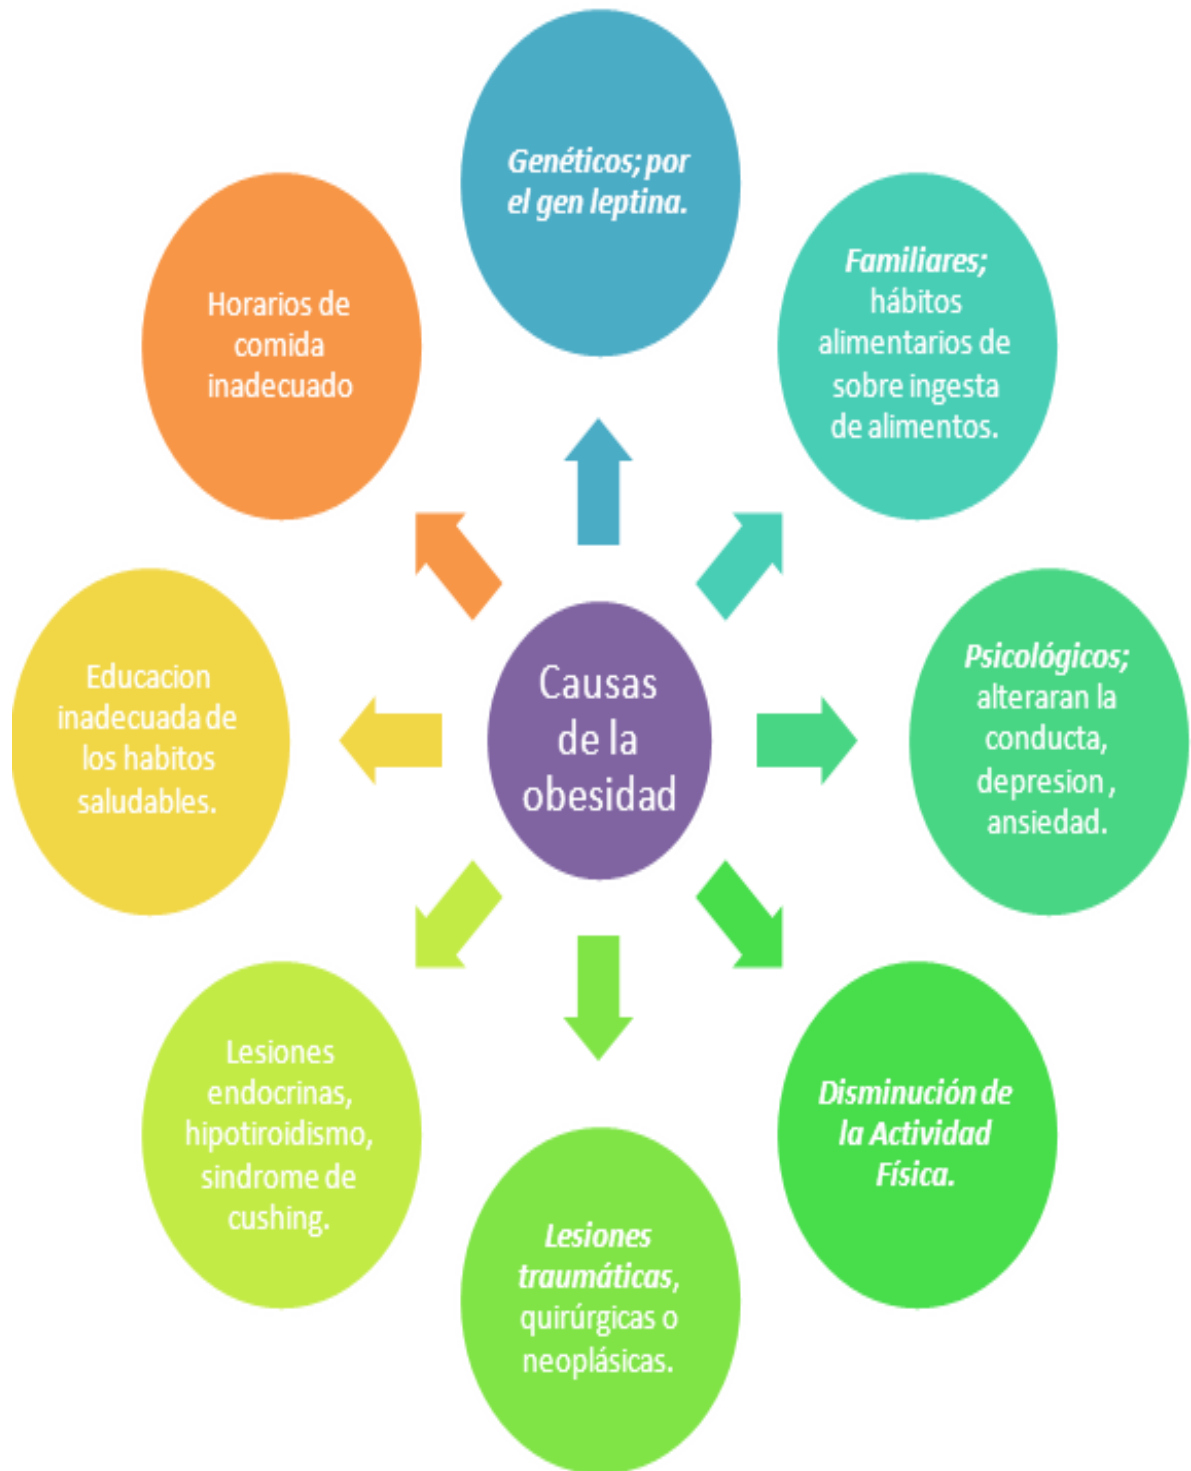 Genéticos; por
el gen leptina.
Familiares;
hábitos
alimentarios de
sobre ingesta
de alimentos.
Psicológicos;
alteraran la
conducta,
depresion ,
ansiedad.
Disminución de
la Actividad
Física.
Lesiones
traumáticas,
quirúrgicas o
neoplásicas.
Lesiones
endocrinas,
hipotiroidismo,
sindrome de
cushing.
Educacion
inadecuada de
los habitos
saludables.
Horarios de
comida
inadecuado
Causas
de la
obesidad